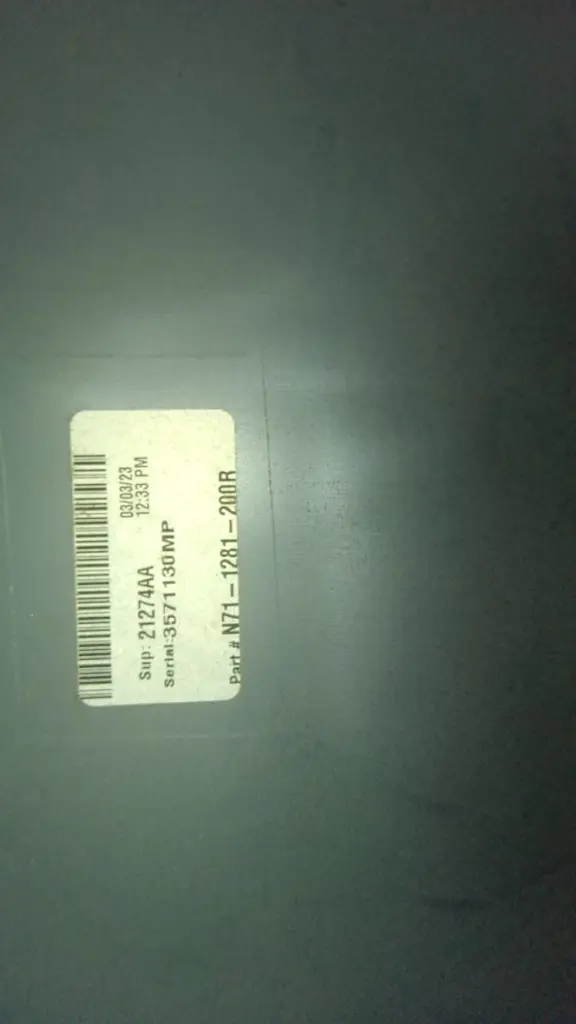 03/03/23
12:33 PM
Sup: 21274AA
Serial:3571130MP
Part # N71-1281-200R